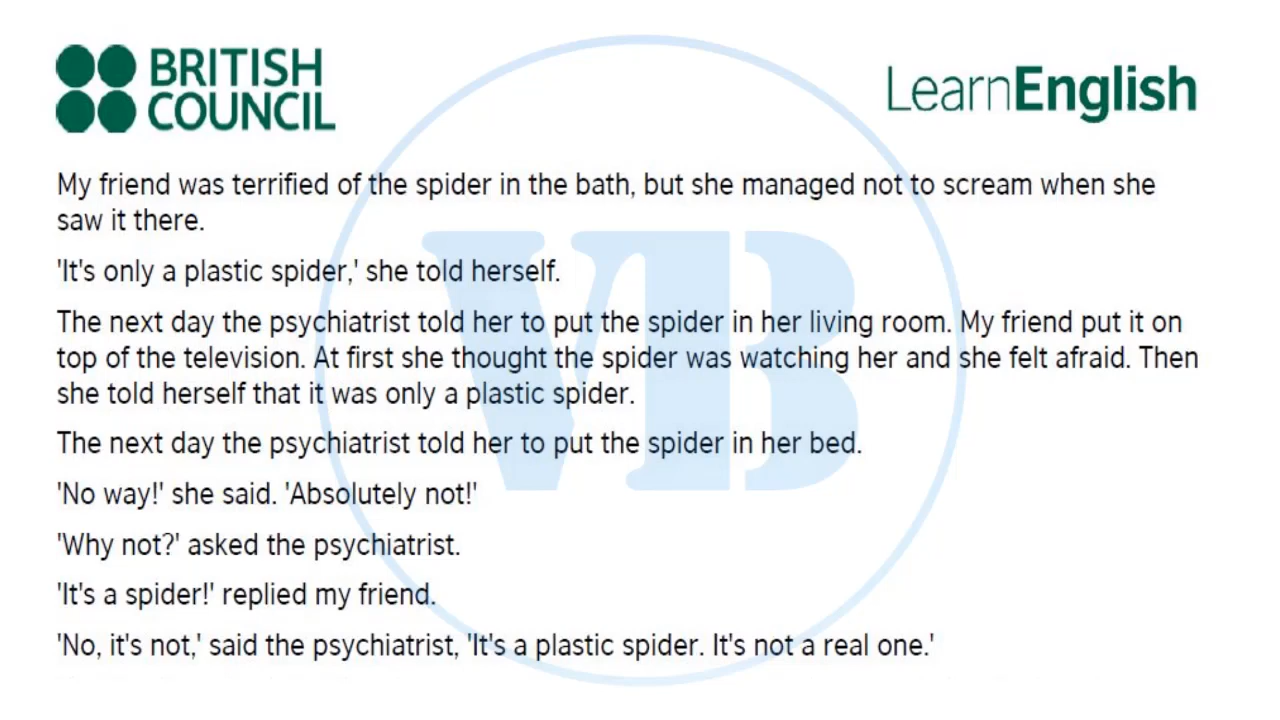 BRITISH
COUNCIL
LearnEnglish
My friend was terrified of the spider in the bath, but she managed not to scream when she
saw it there.
'It's only a plastic spider,' she told herself.
The next day the psychiatrist told her to put the spider in her living room. My friend put it on
top of the television. At first she thought the spider was watching her and she felt afraid. Then
she told herself that it was only a plastic spider.
The next day the psychiatrist told her to put the spider in her bed.
'No way!' she said. 'Absolutely not!'
'Why not?' asked the psychiatrist.
'It's a spider!' replied my friend.
'No, it's not,' said the psychiatrist, 'It's a plastic spider. It's not a real one.'
VB